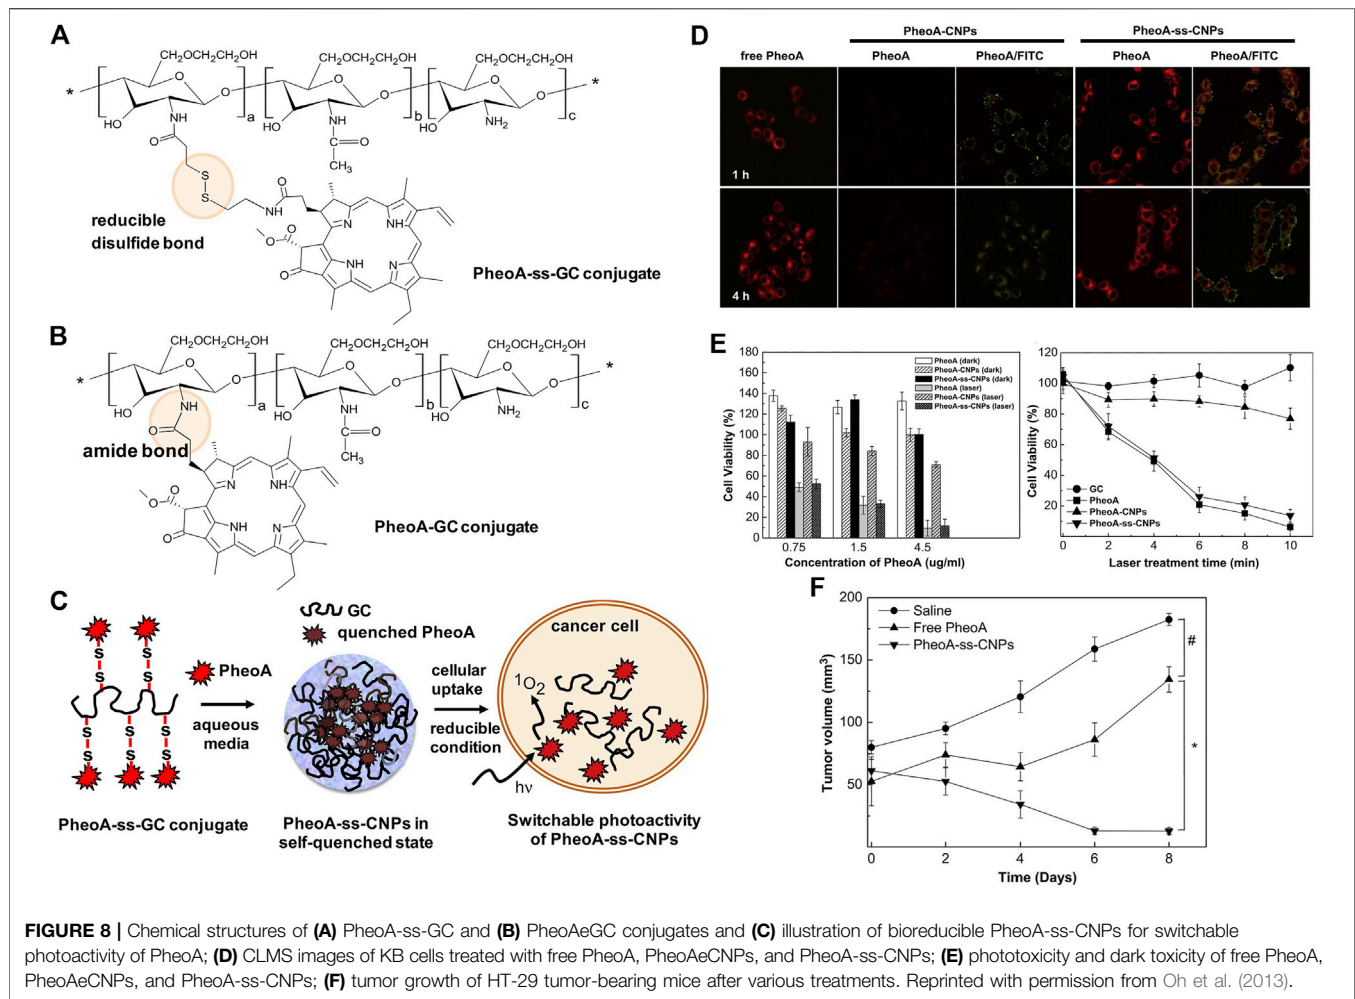 A
CH₂OCH₂CH₂OH CH₂OCH₂CH₂OH CH₂OCH₂CH₂OH
* O O O O O O *
HO NH a HO NH b HO NH₂ c
O C O
CH₃
S
S
O
NH
reducible
disulfide bond
O
O N HN
O NH N
PheoA-ss-GC conjugate
B
CH₂OCH₂CH₂OH CH₂OCH₂CH₂OH CH₂OCH₂CH₂OH
* O O O O O O *
HO NH a HO NH b HO NH₂ c
O C O
CH₃
amide bond
O
O N HN
O NH N
PheoA-GC conjugate
C
GC
quenched PheoA
S S
S S
PheoA
aqueous
media
S S S
S S S
cellular
uptake
reducible
condition
cancer cell
¹O₂
hν
PheoA-ss-GC conjugate
PheoA-ss-CNPs in
self-quenched state
Switchable photoactivity
of PheoA-ss-CNPs
D
PheoA-CNPs PheoA-ss-CNPs
free PheoA PheoA PheoA/FITC PheoA PheoA/FITC
1 h
4 h
E
Cell Viability (%)
180
160
140
120
100
80
60
40
20
0
PheoA (dark)
PheoA-CNPs (dark)
PheoA-ss-CNPs (dark)
PheoA (laser)
PheoA-CNPs (laser)
PheoA-ss-CNPs (laser)
0.75 1.5 4.5
Concentration of PheoA (ug/ml)
Cell Viability (%)
120
100
80
60
40
20
GC
PheoA
PheoA-CNPs
PheoA-ss-CNPs
0 2 4 6 8 10
Laser treatment time (min)
F
Tumor volume (mm³)
200
150
100
50
Saline
Free PheoA
PheoA-ss-CNPs
#
*
0 2 4 6 8
Time (Days)
FIGURE 8 | Chemical structures of (A) PheoA-ss-GC and (B) PheoAeGC conjugates and (C) illustration of bioreducible PheoA-ss-CNPs for switchable
photoactivity of PheoA; (D) CLMS images of KB cells treated with free PheoA, PheoAeCNPs, and PheoA-ss-CNPs; (E) phototoxicity and dark toxicity of free PheoA,
PheoAeCNPs, and PheoA-ss-CNPs; (F) tumor growth of HT-29 tumor-bearing mice after various treatments. Reprinted with permission from Oh et al. (2013).